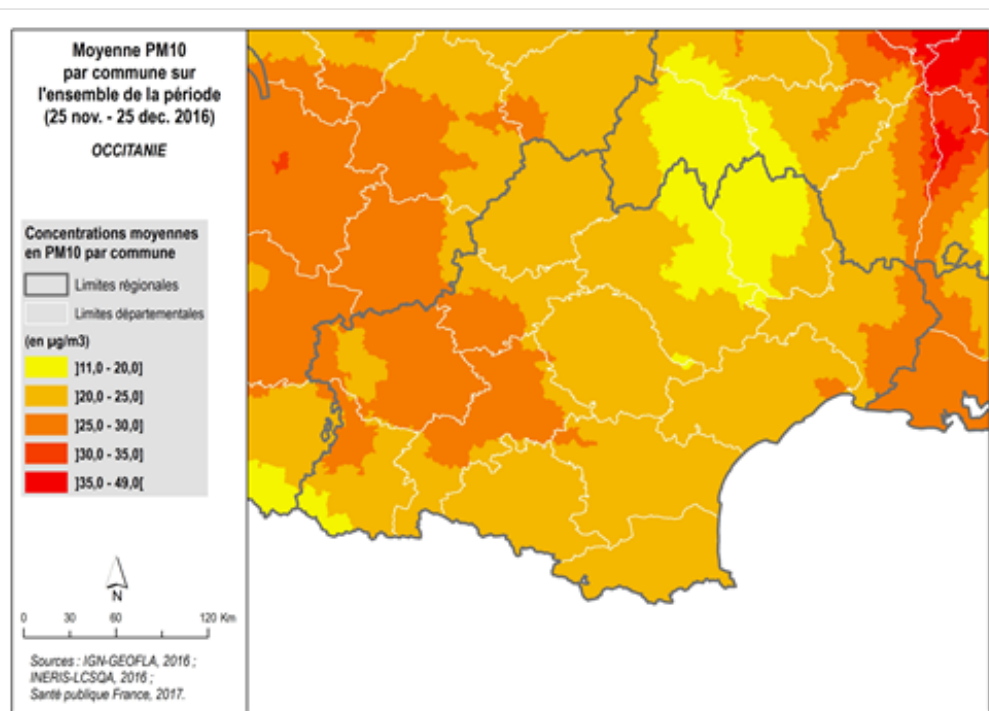 Moyenne PM10
par commune sur
l'ensemble de la période
(25 nov. - 25 dec. 2016)
OCCITANIE
Concentrations moyennes
en PM10 par commune
Limites régionales
Limites départementales
(en µg/m3)
]11,0 - 20,0]
]20,0 - 25,0]
]25,0 - 30,0]
]30,0 - 35,0]
]35,0 - 49,0[
N
0 30 60 120 Km
Sources : IGN-GEOFLA, 2016 ;
INERIS-LCSQA, 2016 ;
Santé publique France, 2017.